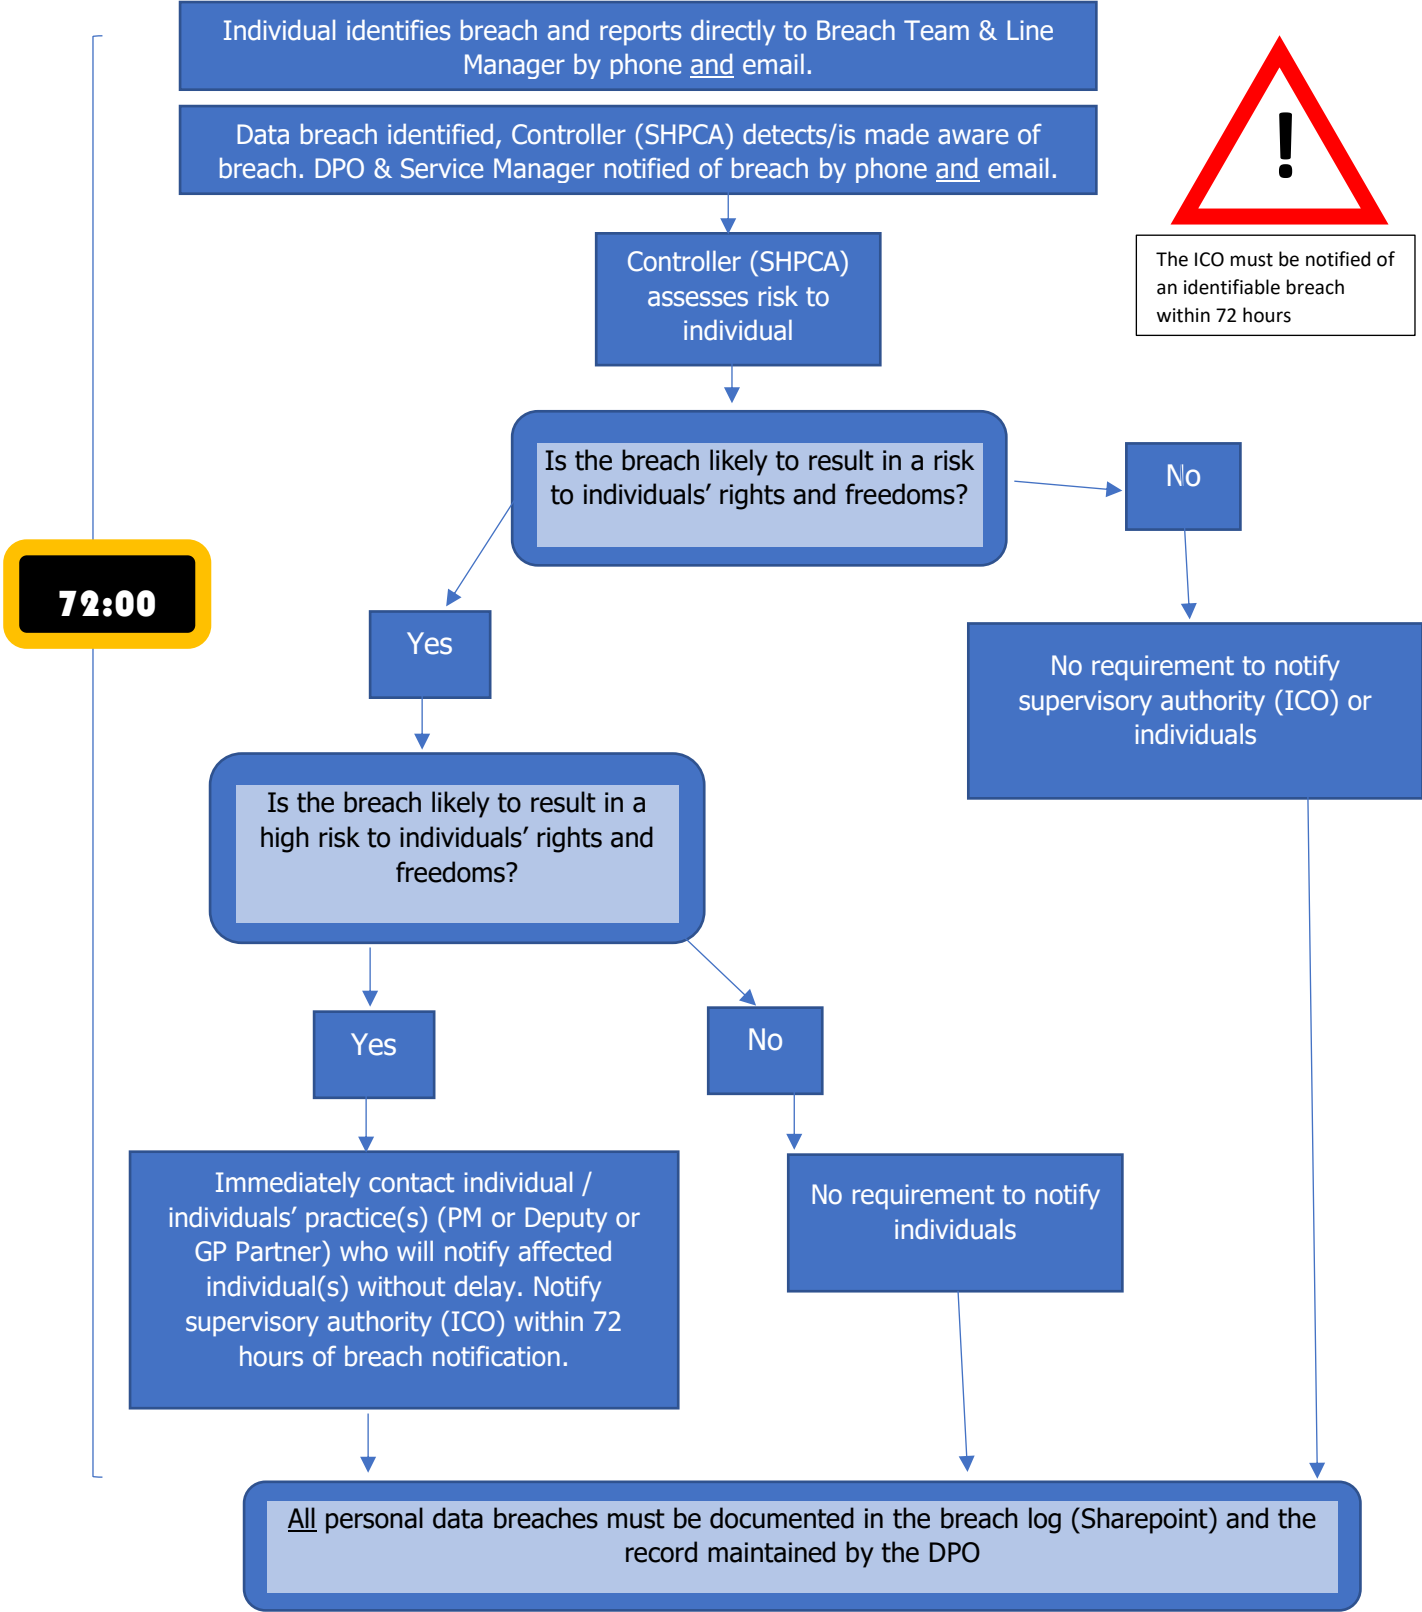 Individual identifies breach and reports directly to Breach Team & Line
Manager by phone and email.
Data breach identified, Controller (SHPCA) detects/is made aware of
breach. DPO & Service Manager notified of breach by phone and email.
!
The ICO must be notified of
an identifiable breach
within 72 hours
Controller (SHPCA)
assesses risk to
individual
Is the breach likely to result in a risk
to individuals’ rights and freedoms?
No
72:00
Yes
No requirement to notify
supervisory authority (ICO) or
individuals
Is the breach likely to result in a
high risk to individuals’ rights and
freedoms?
Yes
No
Immediately contact individual /
individuals’ practice(s) (PM or Deputy or
GP Partner) who will notify affected
individual(s) without delay. Notify
supervisory authority (ICO) within 72
hours of breach notification.
No requirement to notify
individuals
All personal data breaches must be documented in the breach log (Sharepoint) and the
record maintained by the DPO